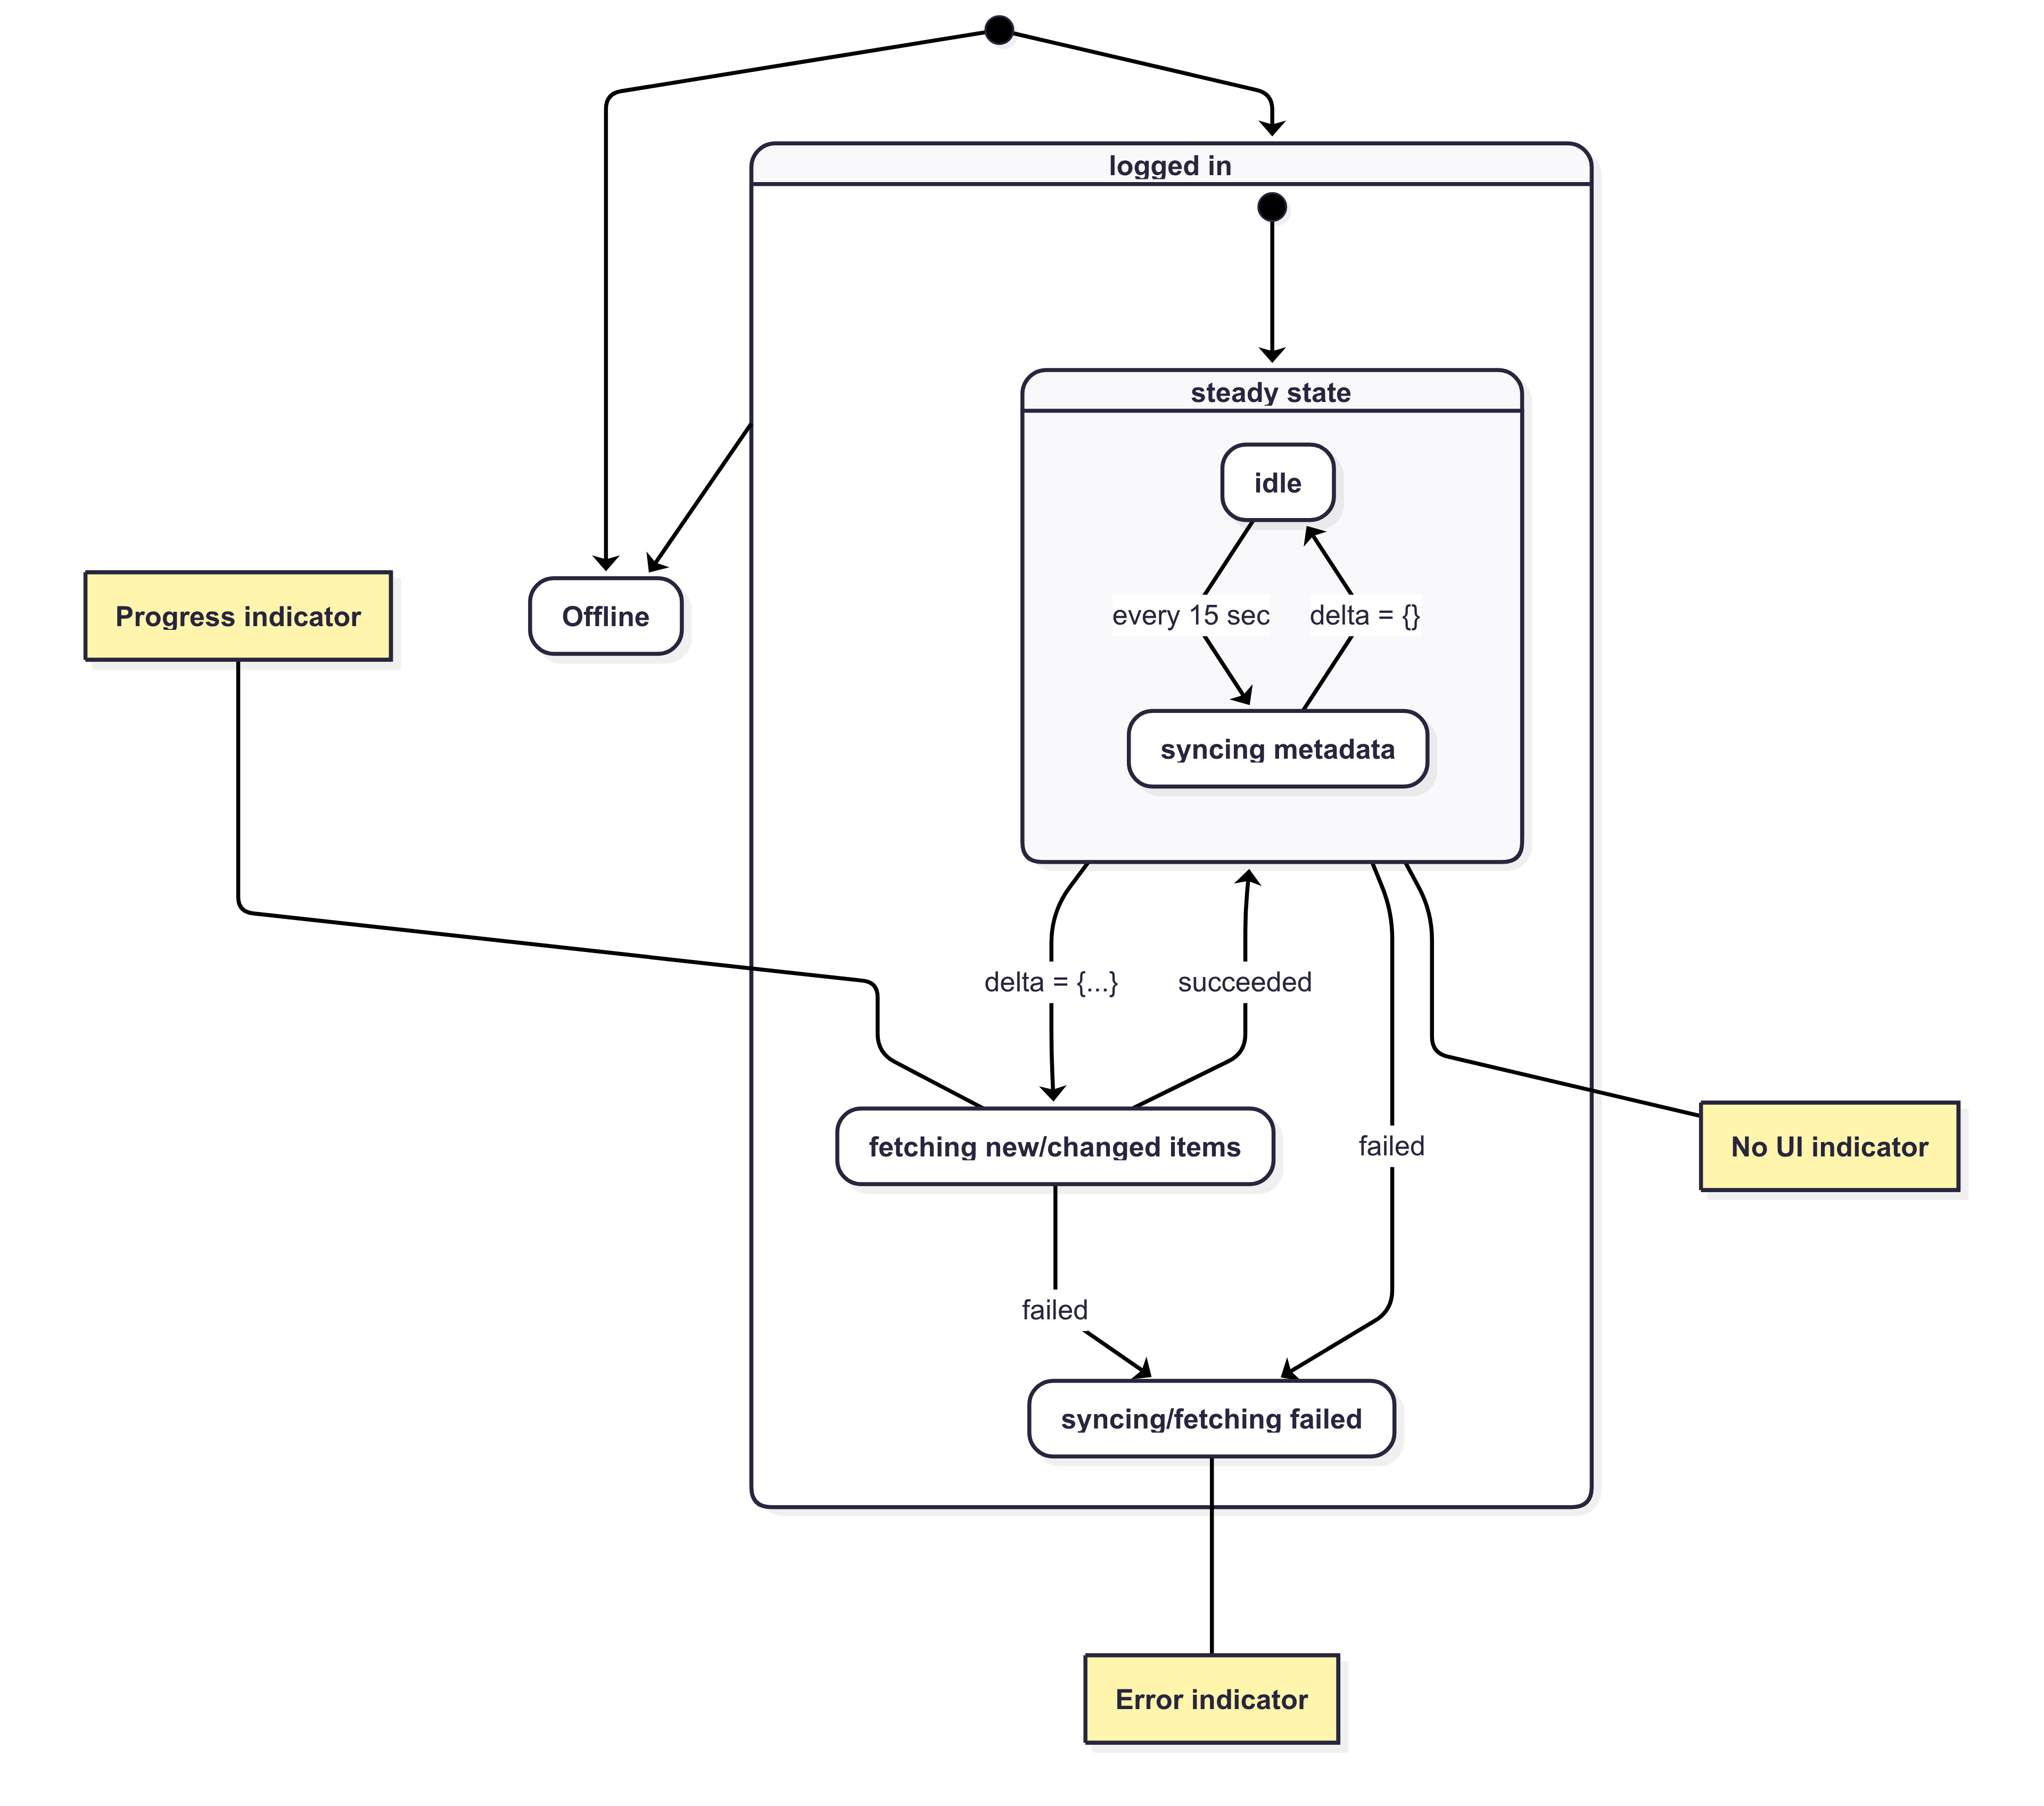 logged in
steady state
idle
Progress indicator
Offline
every 15 sec
delta = {}
syncing metadata
delta = {...}
succeeded
fetching new/changed items
failed
No UI indicator
failed
syncing/fetching failed
Error indicator